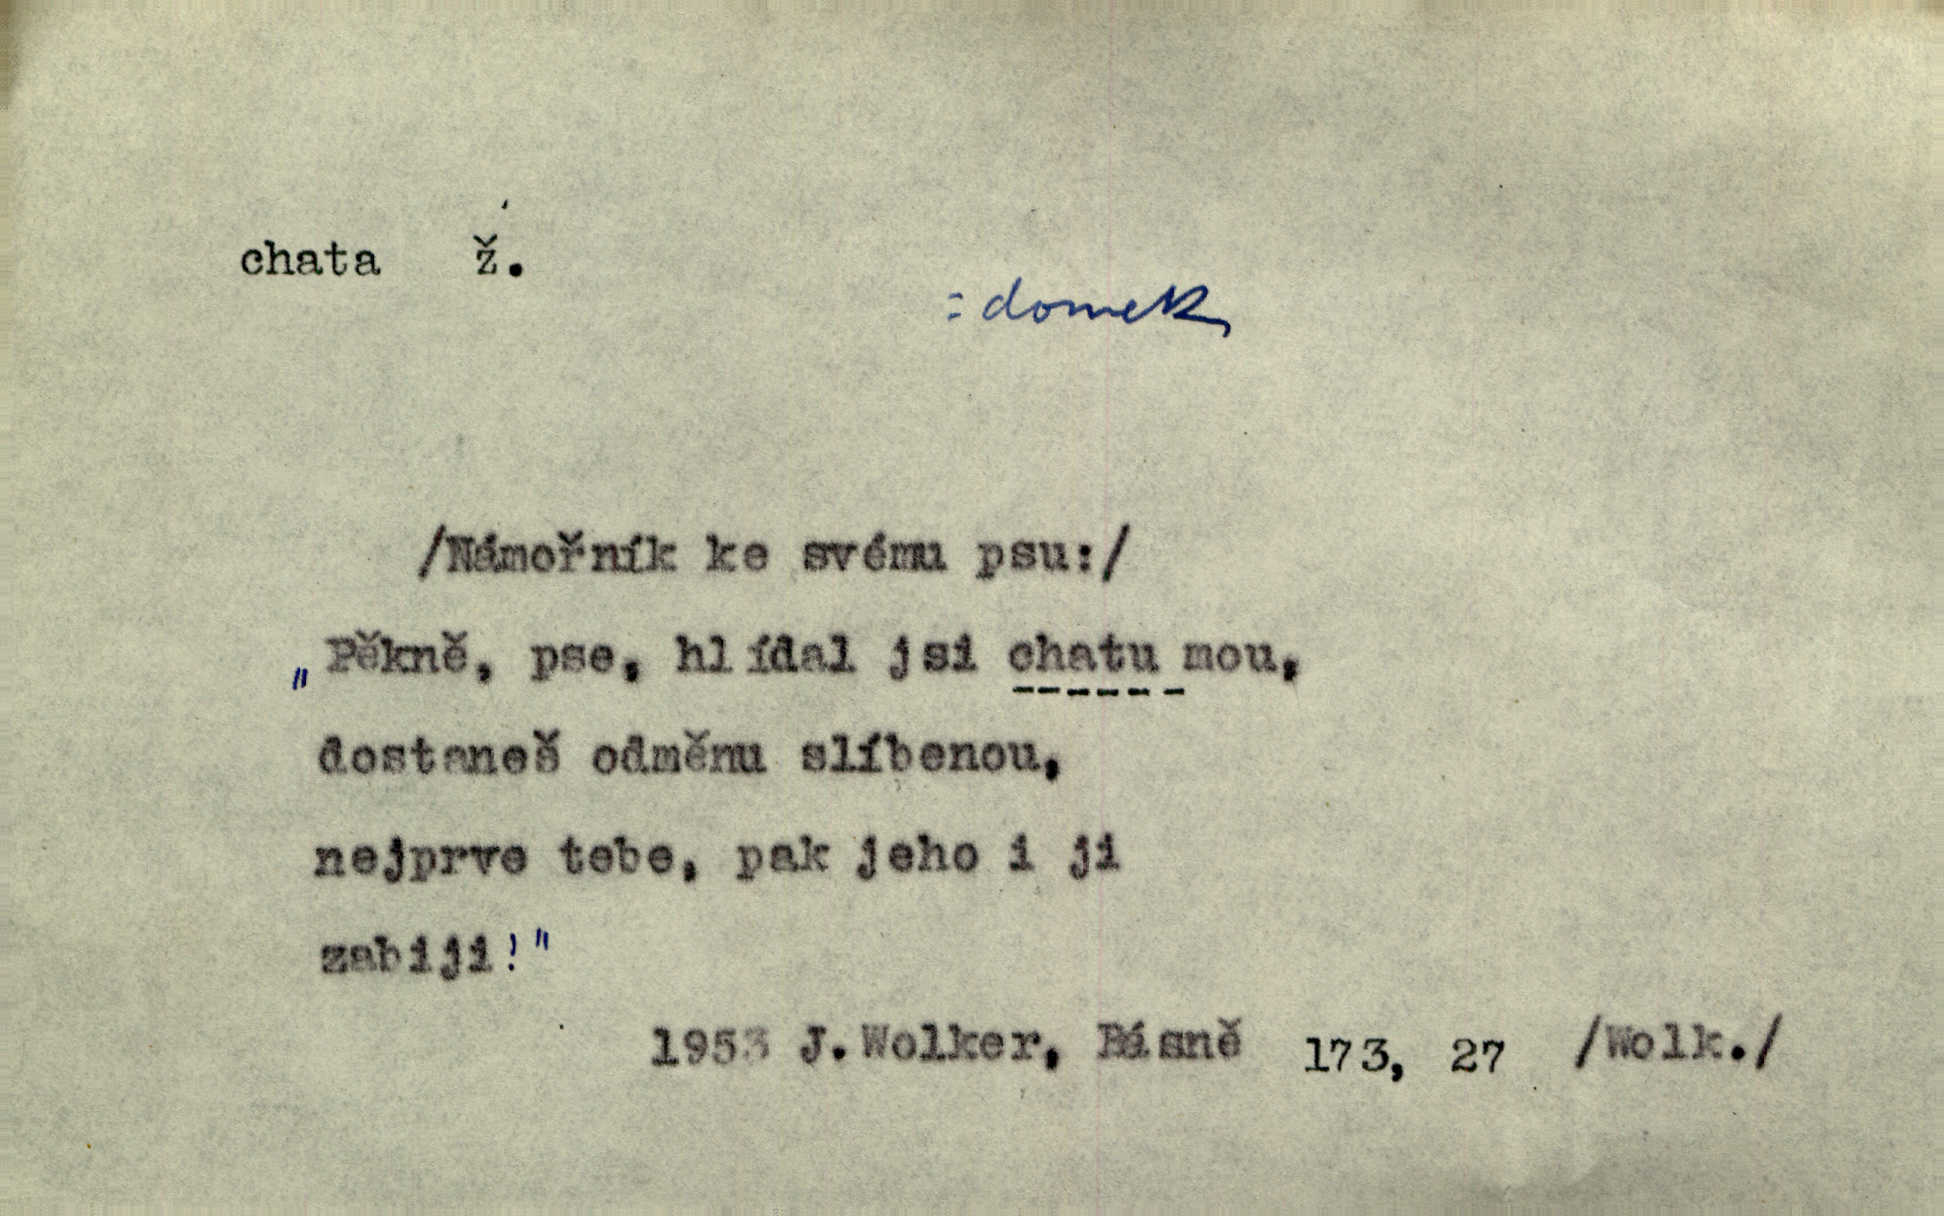 chata ž.
= domek
/Námořník ke svému psu:/
„Pěkně, pse, hlídal jsi chatu mou,
dostaneš odměnu slíbenou,
nejprve tebe, pak jeho i ji
zabiji!"
1953 J.Wolker, Básně 173, 27 /Wolk./